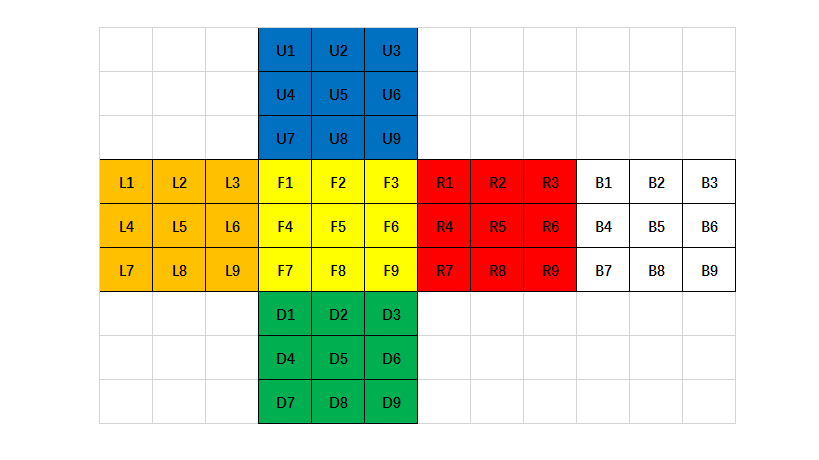 U1 U2 U3
U4 U5 U6
U7 U8 U9
L1 L2 L3 F1 F2 F3 R1 R2 R3 B1 B2 B3
L4 L5 L6 F4 F5 F6 R4 R5 R6 B4 B5 B6
L7 L8 L9 F7 F8 F9 R7 R8 R9 B7 B8 B9
D1 D2 D3
D4 D5 D6
D7 D8 D9